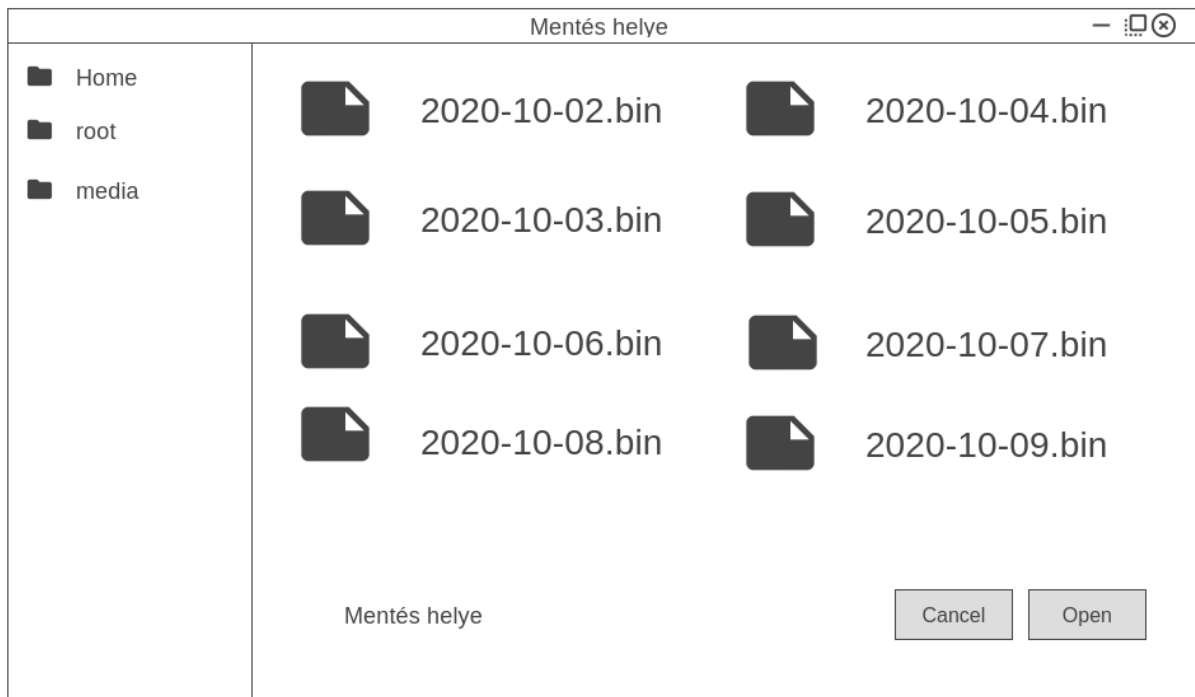 Mentés helye
Home
root
media
2020-10-02.bin
2020-10-04.bin
2020-10-03.bin
2020-10-05.bin
2020-10-06.bin
2020-10-07.bin
2020-10-08.bin
2020-10-09.bin
Mentés helye
Cancel
Open